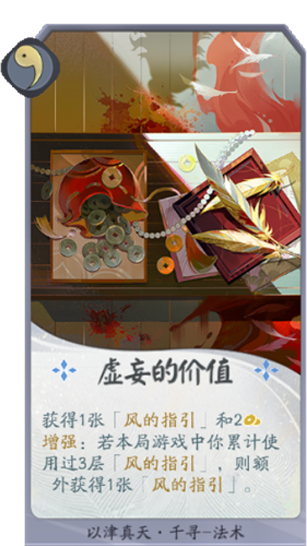 虚妄的价值
获得1张「风的指引」和2
增强：若本局游戏中你累计使
用过3层「风的指引」，则额
外获得1张「风的指引」。
以津真天·千寻-法术